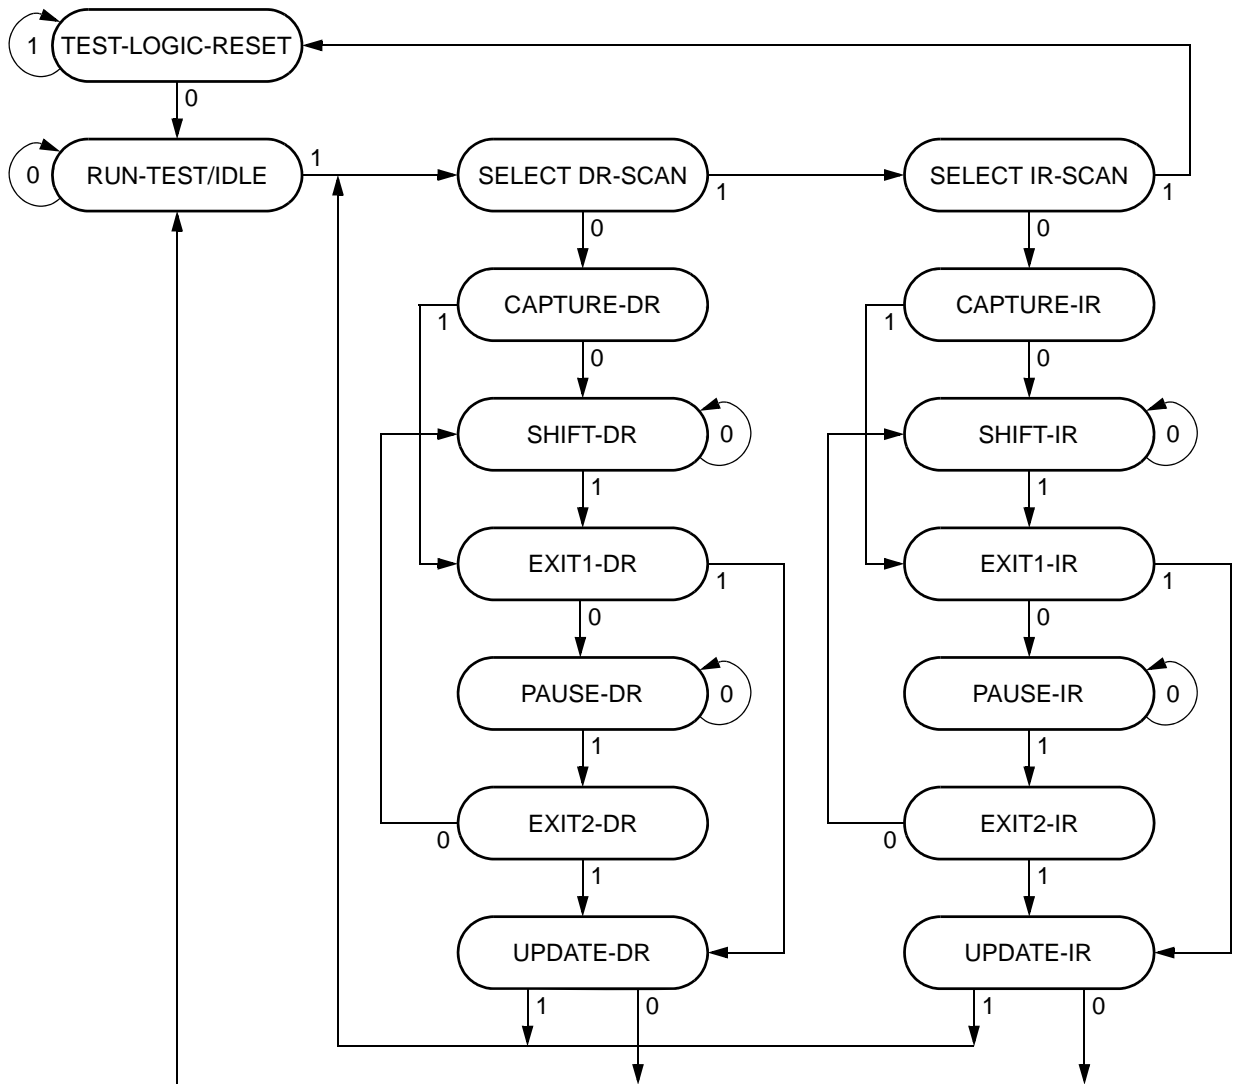 1
TEST-LOGIC-RESET
0
0
RUN-TEST/IDLE
1
SELECT DR-SCAN
1
SELECT IR-SCAN
1
0
0
CAPTURE-DR
1
CAPTURE-IR
1
0
0
SHIFT-DR
0
SHIFT-IR
0
1
1
EXIT1-DR
1
EXIT1-IR
1
0
0
PAUSE-DR
0
PAUSE-IR
0
1
1
EXIT2-DR
0
EXIT2-IR
0
1
1
UPDATE-DR
UPDATE-IR
1
0
1
0